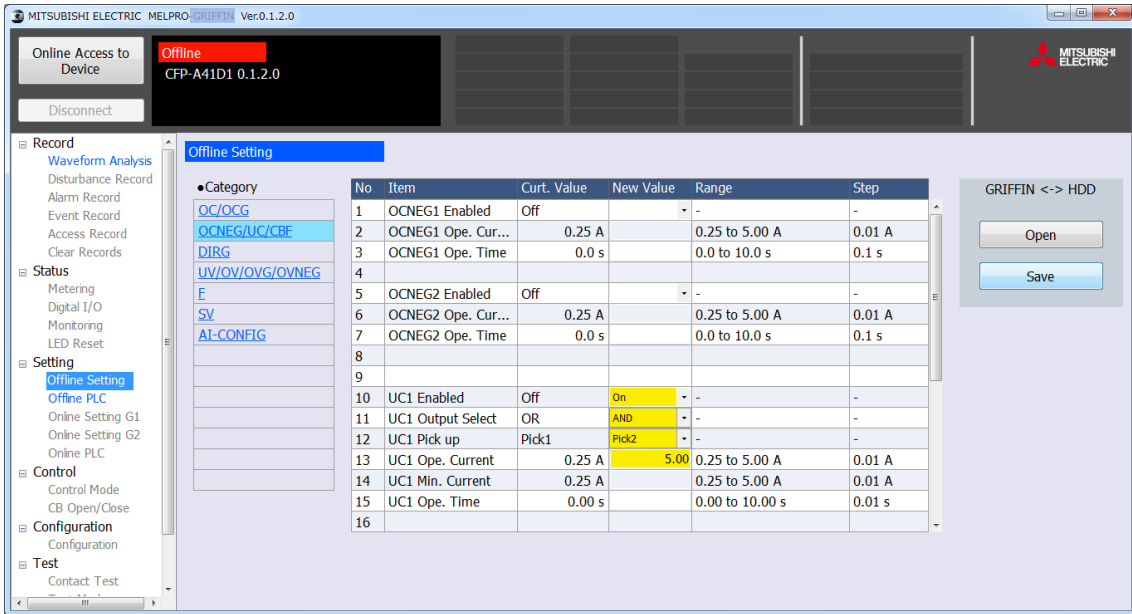 MITSUBISHI ELECTRIC MELPRO-GRIFFIN Ver.0.1.2.0
Online Access to
Device
Disconnect
Offline
CFP-A41D1 0.1.2.0
MITSUBISHI
ELECTRIC
Record
Waveform Analysis
Disturbance Record
Alarm Record
Event Record
Access Record
Clear Records
Status
Metering
Digital I/O
Monitoring
LED Reset
Setting
Offline Setting
Offline PLC
Online Setting G1
Online Setting G2
Online PLC
Control
Control Mode
CB Open/Close
Configuration
Configuration
Test
Contact Test
Offline Setting
●Category
OC/OCG
OCNEG/UC/CBF
DIRG
UV/OV/OVG/OVNEG
F
SV
AI-CONFIG
No Item Curt. Value New Value Range Step
1 OCNEG1 Enabled Off - -
2 OCNEG1 Ope. Cur... 0.25 A 0.25 to 5.00 A 0.01 A
3 OCNEG1 Ope. Time 0.0 s 0.0 to 10.0 s 0.1 s
4
5 OCNEG2 Enabled Off - -
6 OCNEG2 Ope. Cur... 0.25 A 0.25 to 5.00 A 0.01 A
7 OCNEG2 Ope. Time 0.0 s 0.0 to 10.0 s 0.1 s
8
9
10 UC1 Enabled Off On - -
11 UC1 Output Select OR AND - -
12 UC1 Pick up Pick1 Pick2 - -
13 UC1 Ope. Current 0.25 A 5.00 0.25 to 5.00 A 0.01 A
14 UC1 Min. Current 0.25 A 0.25 to 5.00 A 0.01 A
15 UC1 Ope. Time 0.00 s 0.00 to 10.00 s 0.01 s
16
GRIFFIN <-> HDD
Open
Save